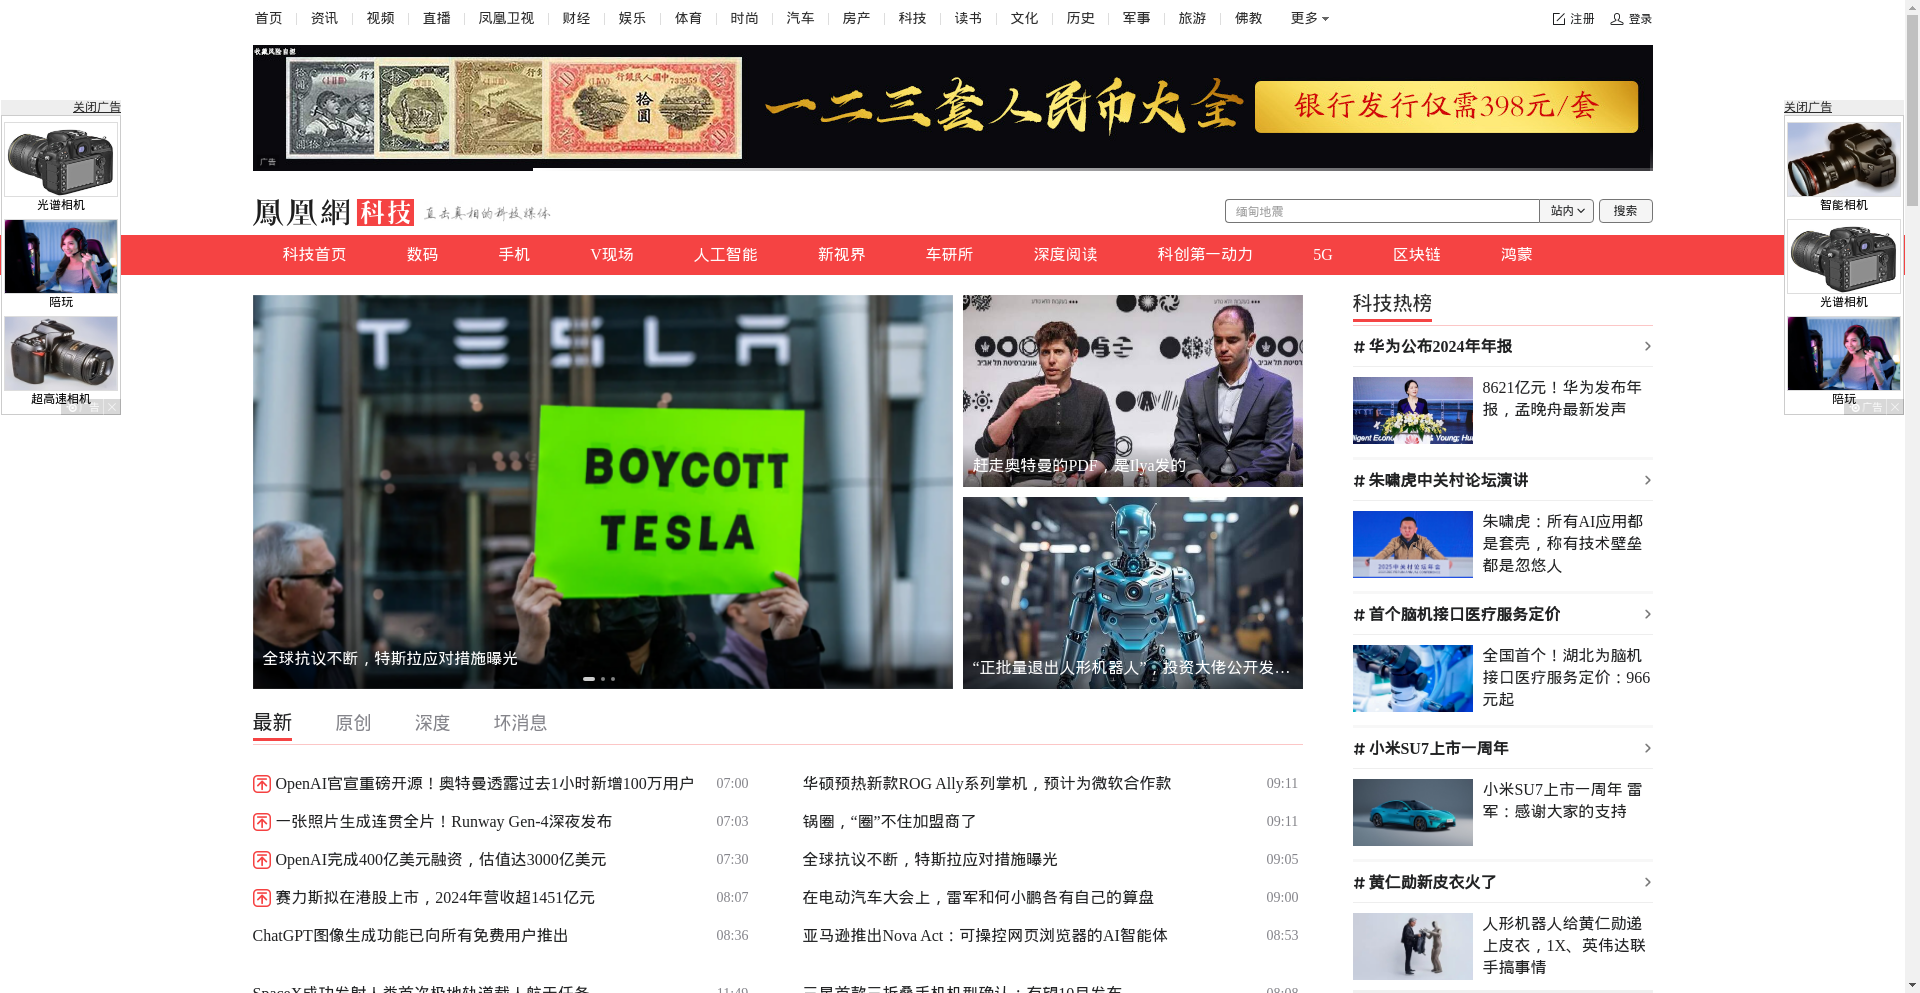 首页 资讯 视频 直播 凤凰卫视 财经 娱乐 体育 时尚 汽车 房产 科技 读书 文化 历史 军事 旅游 佛教 更多 注册 登录
收藏风险自担
一二三套人民币大全 银行发行仅需398元/套
广告
关闭广告
光谱相机
陪玩
超高速相机
广告
关闭广告
智能相机
光谱相机
陪玩
广告
鳳凰網 科技 直击真相的科技媒体
缅甸地震 站内 搜索
科技首页 数码 手机 V现场 人工智能 新视界 车研所 深度阅读 科创第一动力 5G 区块链 鸿蒙
TESLA
BOYCOTT
TESLA
全球抗议不断，特斯拉应对措施曝光
赶走奥特曼的PDF，是Ilya发的
“正批量退出人形机器人”，投资大佬公开发…
科技热榜
# 华为公布2024年年报
8621亿元！华为发布年
报，孟晚舟最新发声
# 朱啸虎中关村论坛演讲
朱啸虎：所有AI应用都
是套壳，称有技术壁垒
都是忽悠人
2025中关村论坛年会
# 首个脑机接口医疗服务定价
全国首个！湖北为脑机
接口医疗服务定价：966
元起
# 小米SU7上市一周年
小米SU7上市一周年 雷
军：感谢大家的支持
# 黄仁勋新皮衣火了
人形机器人给黄仁勋递
上皮衣，1X、英伟达联
手搞事情
最新 原创 深度 坏消息
OpenAI官宣重磅开源！奥特曼透露过去1小时新增100万用户 07:00
一张照片生成连贯全片！Runway Gen-4深夜发布 07:03
OpenAI完成400亿美元融资，估值达3000亿美元 07:30
赛力斯拟在港股上市，2024年营收超1451亿元 08:07
ChatGPT图像生成功能已向所有免费用户推出 08:36
SpaceX成功发射人类首次极地轨道载人航天任务 11:49
华硕预热新款ROG Ally系列掌机，预计为微软合作款 09:11
锅圈，“圈”不住加盟商了 09:11
全球抗议不断，特斯拉应对措施曝光 09:05
在电动汽车大会上，雷军和何小鹏各有自己的算盘 09:00
亚马逊推出Nova Act：可操控网页浏览器的AI智能体 08:53
三星首款三折叠手机机型确认：有望10月发布 08:08